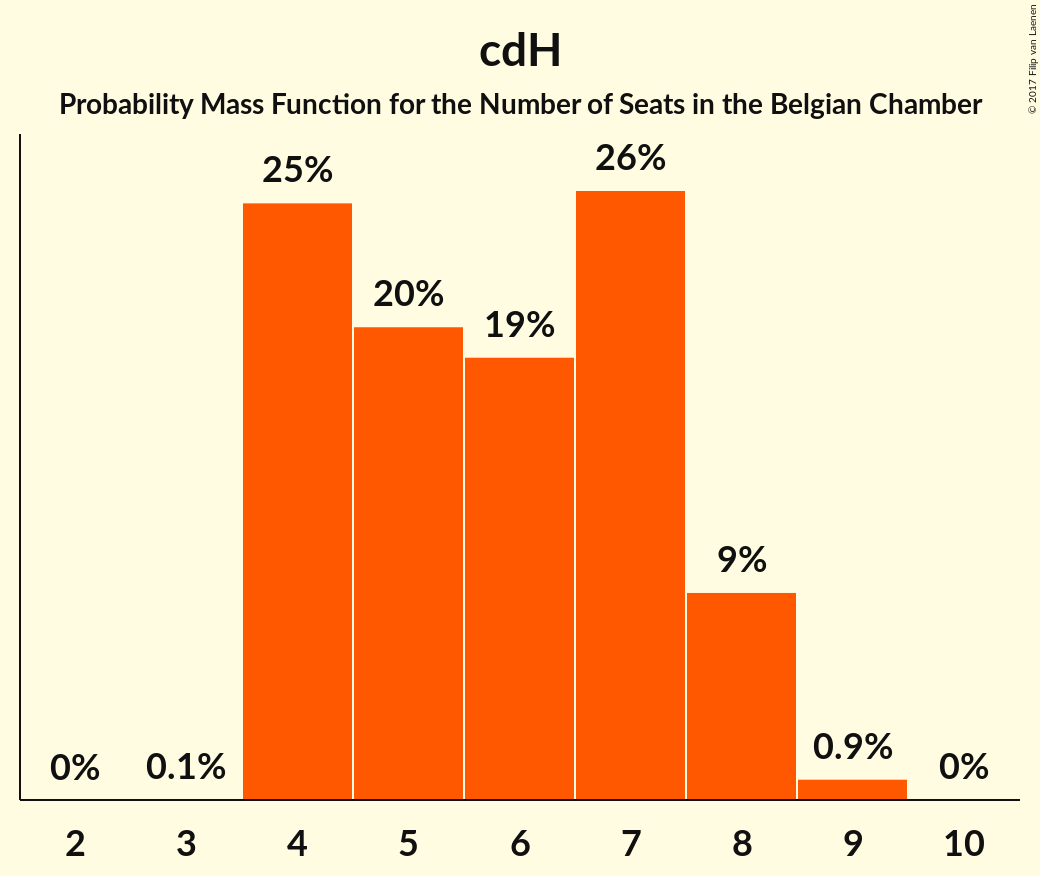 cdH
Probability Mass Function for the Number of Seats in the Belgian Chamber
© 2017 Filip van Laenen
25%
26%
20%
19%
9%
0%
0.1%
0.9%
0%
2 3 4 5 6 7 8 9 10